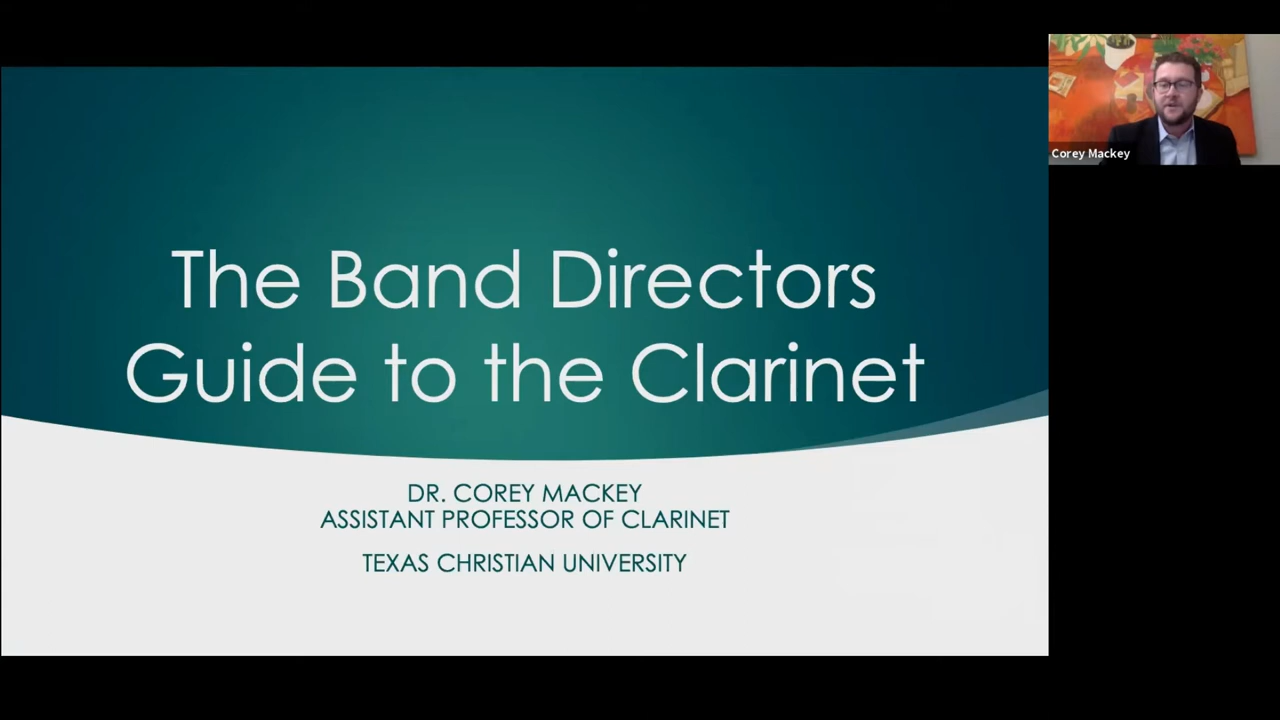 The Band Directors
Guide to the Clarinet
DR. COREY MACKEY
ASSISTANT PROFESSOR OF CLARINET
TEXAS CHRISTIAN UNIVERSITY
Corey Mackey